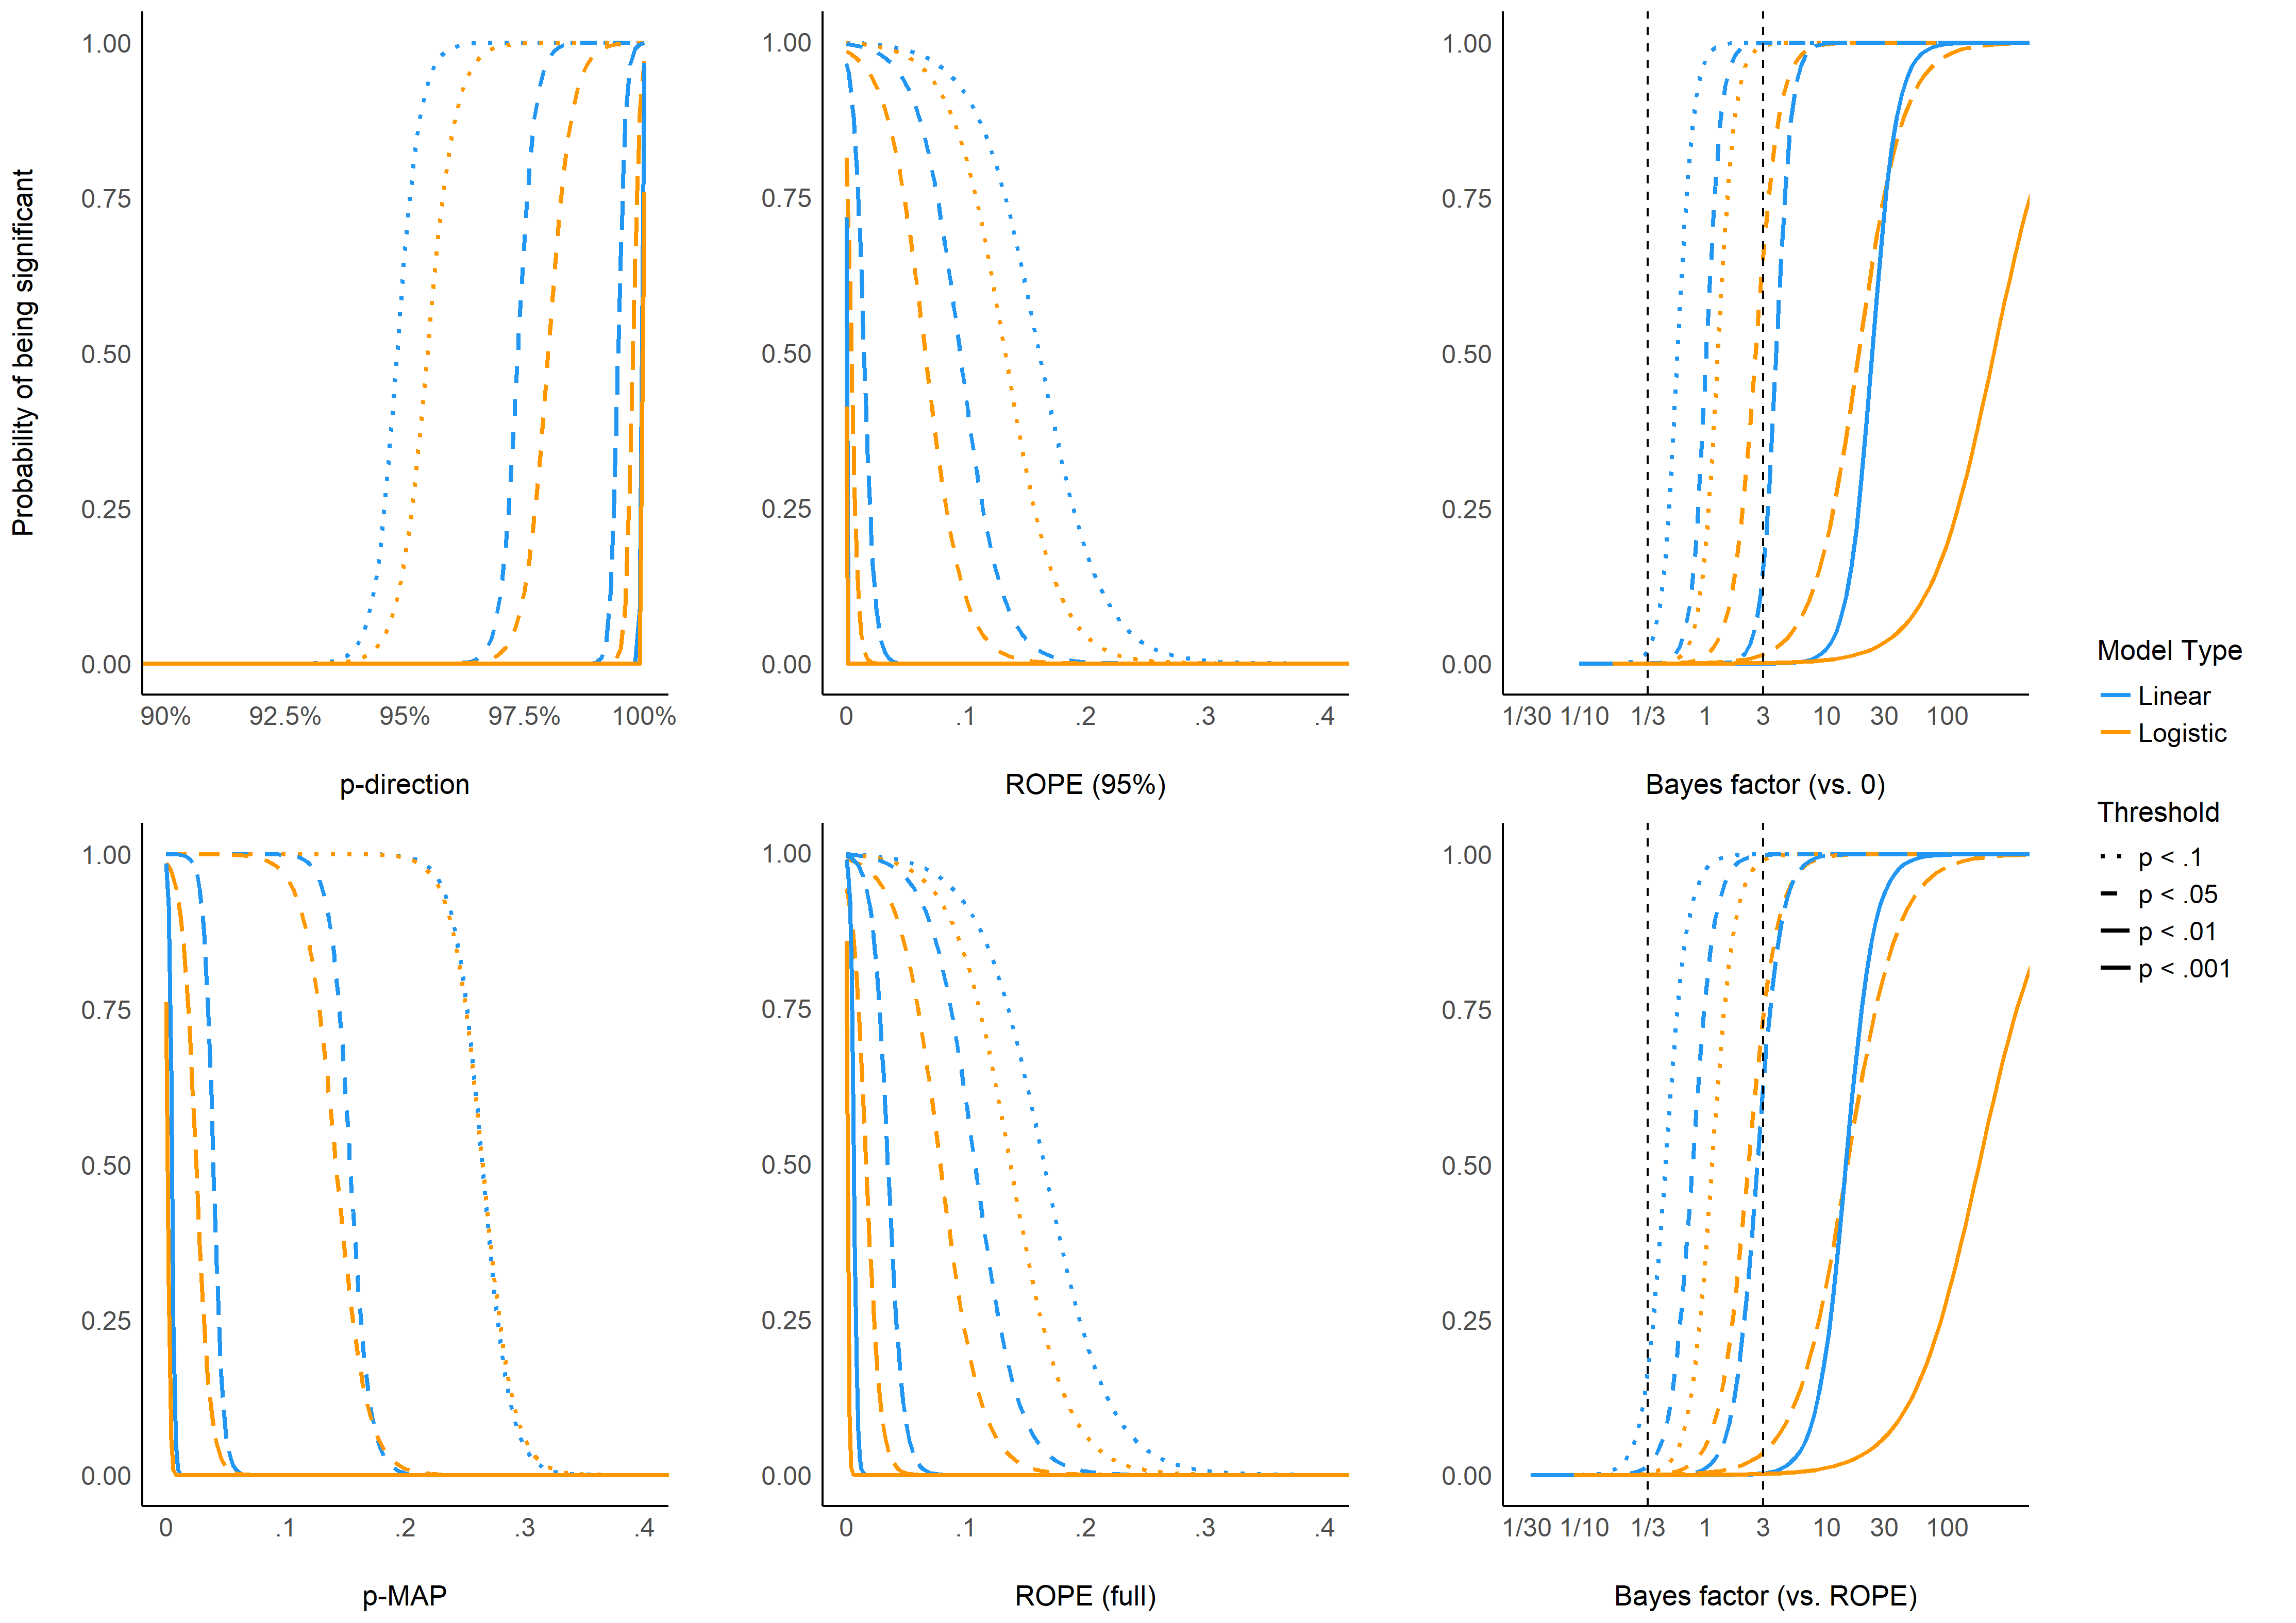 Probability of being significant
1.00
0.75
0.50
0.25
0.00
90% 92.5% 95% 97.5% 100%
p-direction
1.00
0.75
0.50
0.25
0.00
0 .1 .2 .3 .4
ROPE (95%)
1.00
0.75
0.50
0.25
0.00
1/30 1/10 1/3 1 3 10 30 100
Bayes factor (vs. 0)
1.00
0.75
0.50
0.25
0.00
0 .1 .2 .3 .4
p-MAP
1.00
0.75
0.50
0.25
0.00
0 .1 .2 .3 .4
ROPE (full)
1.00
0.75
0.50
0.25
0.00
1/30 1/10 1/3 1 3 10 30 100
Bayes factor (vs. ROPE)
Model Type
Linear
Logistic
Threshold
p < .1
p < .05
p < .01
p < .001